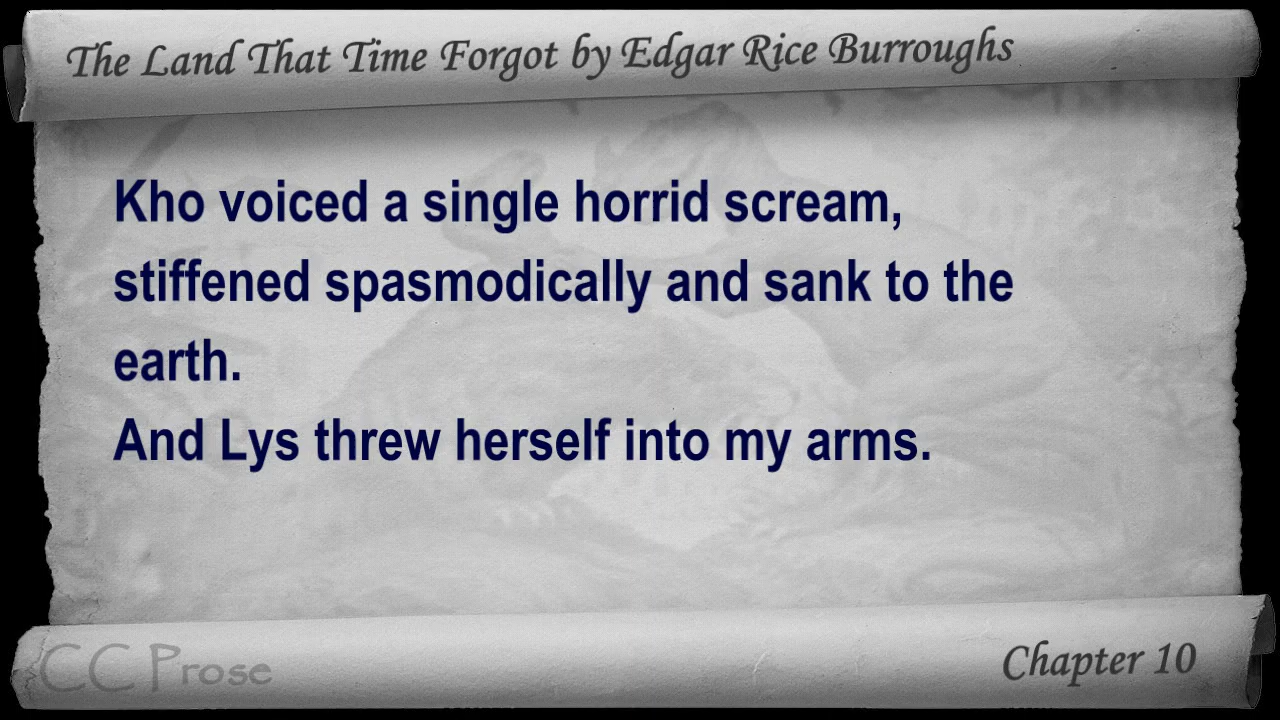 The Land That Time Forgot by Edgar Rice Burroughs
Kho voiced a single horrid scream,
stiffened spasmodically and sank to the
earth.
And Lys threw herself into my arms.
CC Prose
Chapter 10